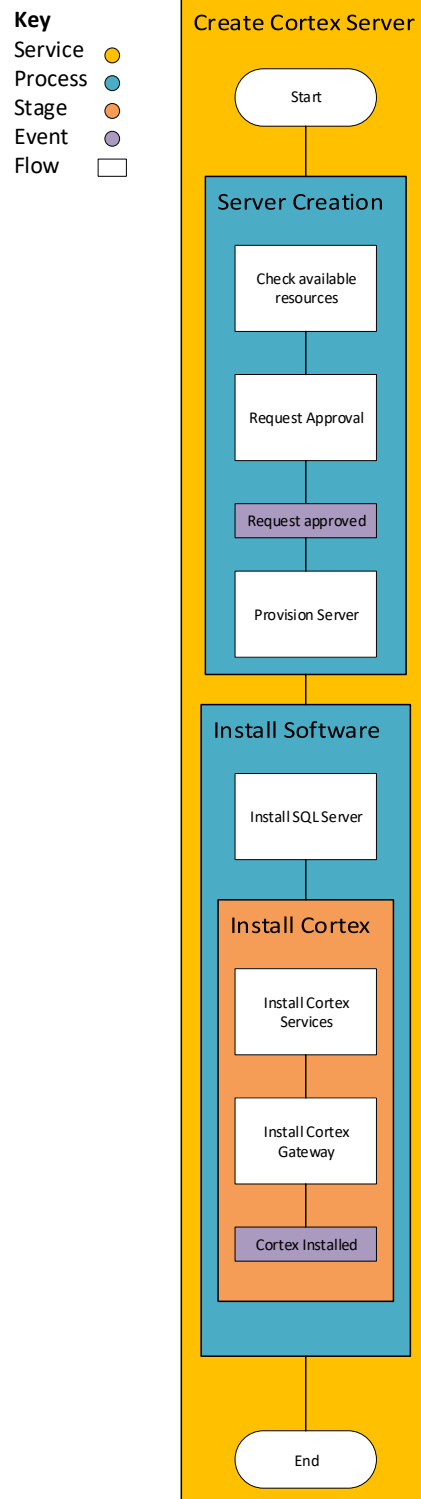 Key
Service
Process
Stage
Event
Flow
Create Cortex Server
Start
Server Creation
Check available
resources
Request Approval
Request approved
Provision Server
Install Software
Install SQL Server
Install Cortex
Install Cortex
Services
Install Cortex
Gateway
Cortex Installed
End